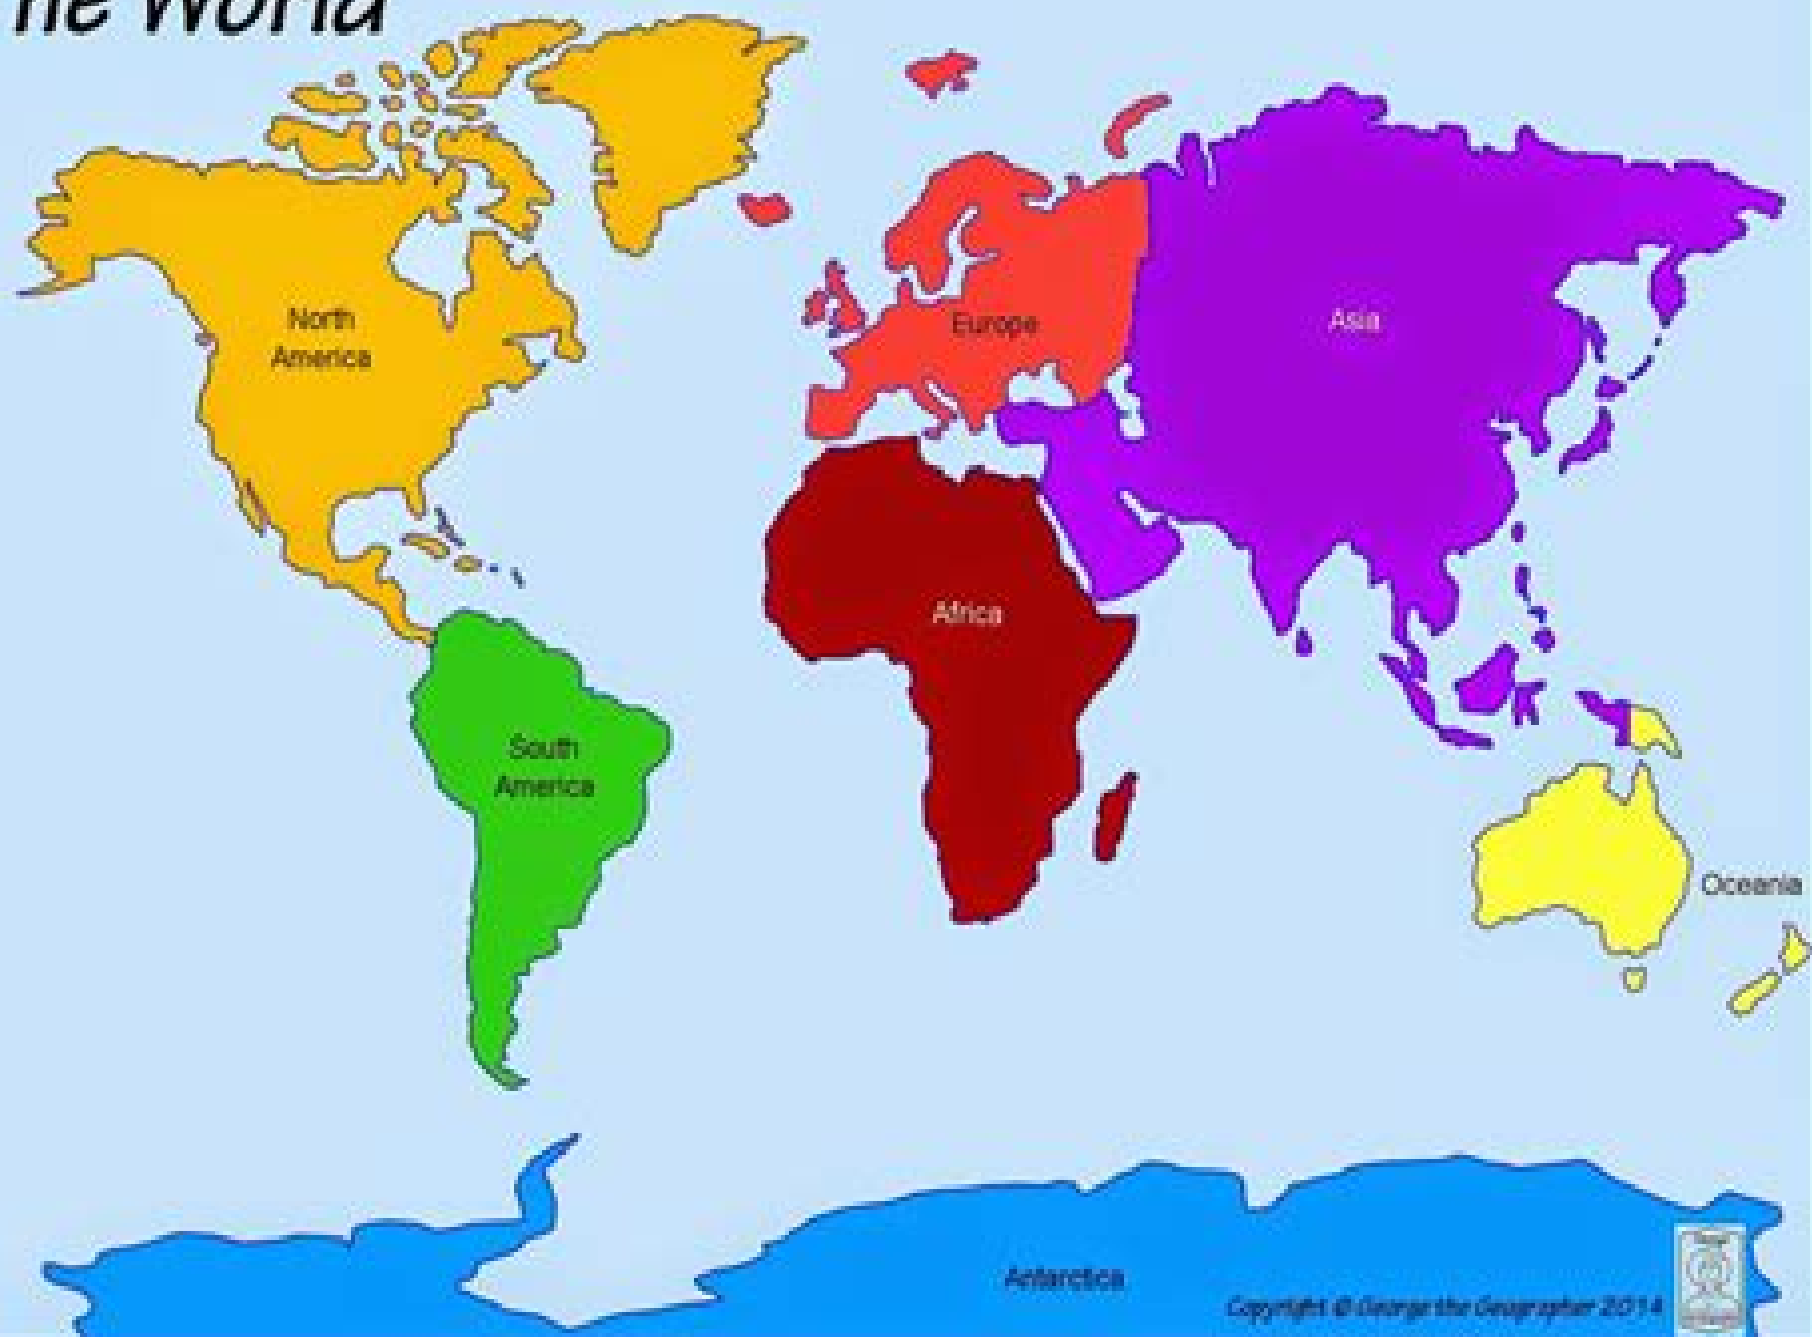 he World
North
America
Europe
Asia
Africa
South
America
Oceania
Antarctica
Copyright © George the Geographer 2014